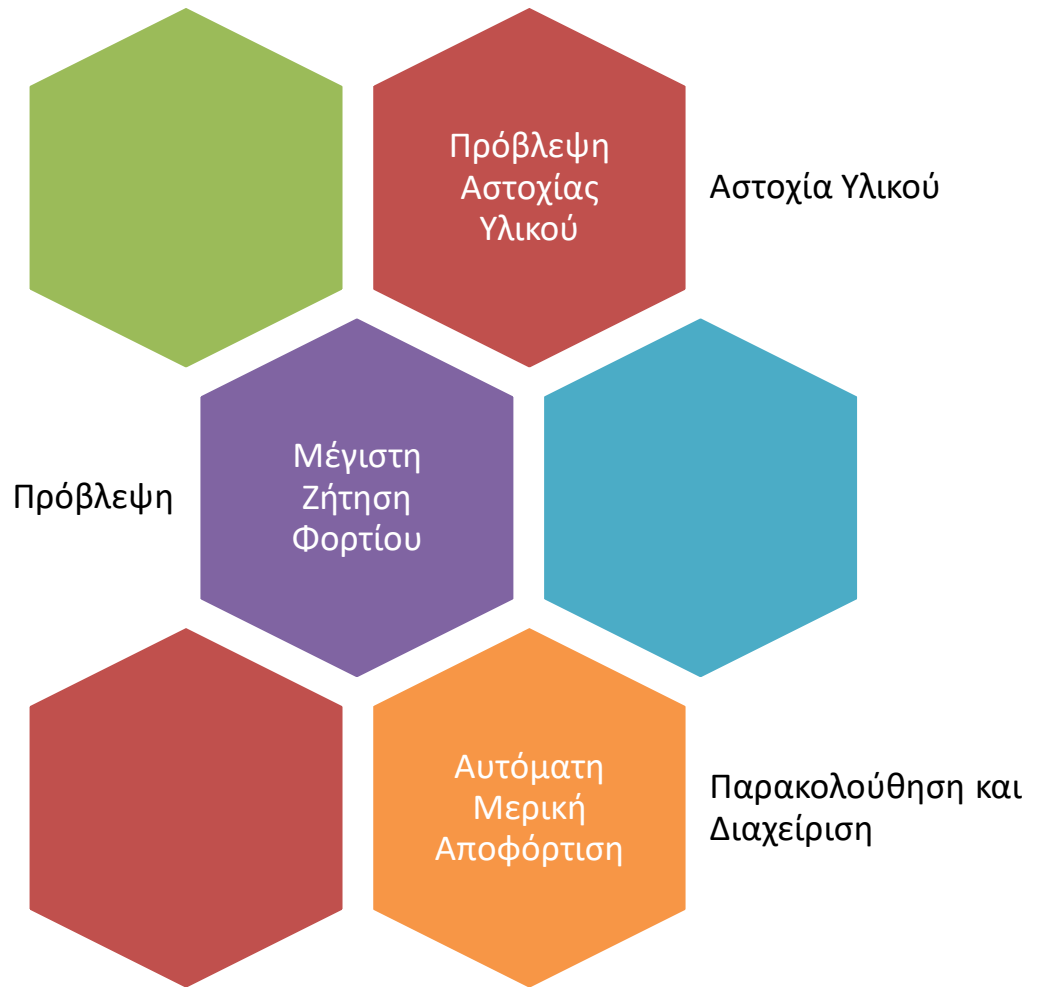 Πρόβλεψη
Αστοχίας
Υλικού
Αστοχία Υλικού
Πρόβλεψη
Μέγιστη
Ζήτηση
Φορτίου
Αυτόματη
Μερική
Αποφόρτιση
Παρακολούθηση και
Διαχείριση